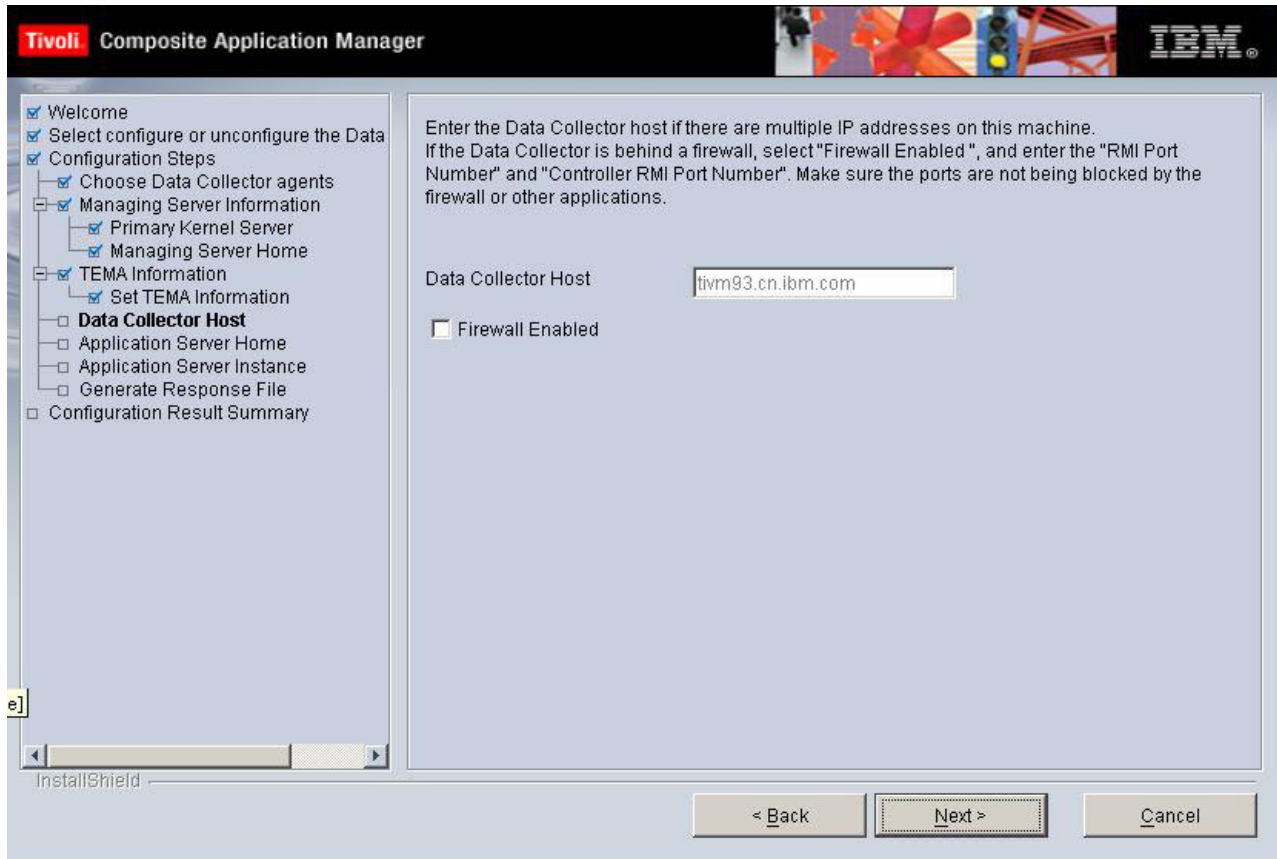 Tivoli. Composite Application Manager
IBM®
Welcome
Select configure or unconfigure the Data
Configuration Steps
Choose Data Collector agents
Managing Server Information
Primary Kernel Server
Managing Server Home
TEMA Information
Set TEMA Information
Data Collector Host
Application Server Home
Application Server Instance
Generate Response File
Configuration Result Summary
e]
Enter the Data Collector host if there are multiple IP addresses on this machine.
If the Data Collector is behind a firewall, select "Firewall Enabled ", and enter the "RMI Port
Number" and "Controller RMI Port Number". Make sure the ports are not being blocked by the
firewall or other applications.
Data Collector Host
tivm93.cn.ibm.com
Firewall Enabled
InstallShield
< Back
Next >
Cancel